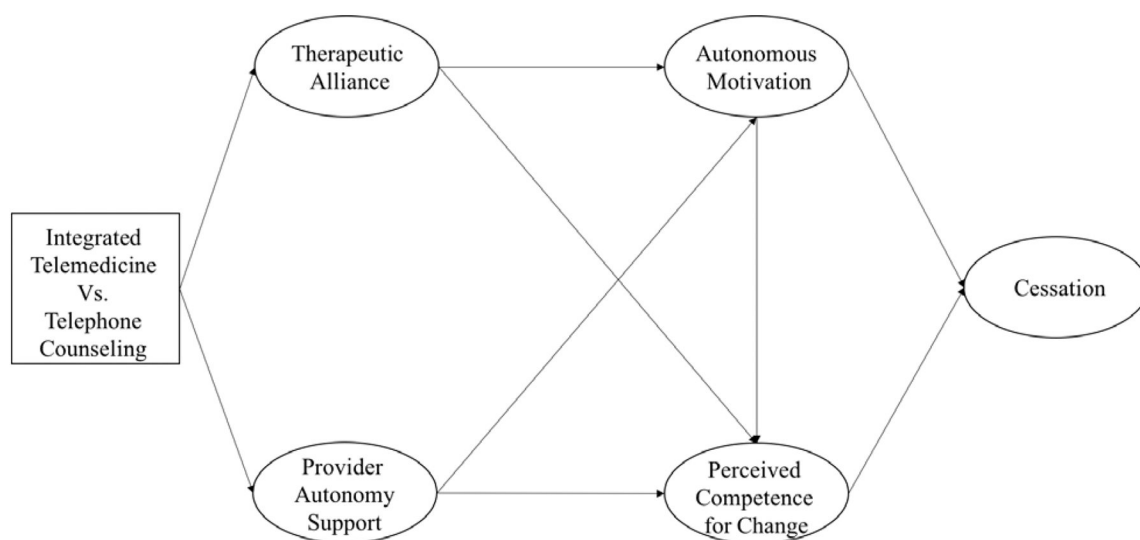 Therapeutic
Alliance
Autonomous
Motivation
Integrated
Telemedicine
Vs.
Telephone
Counseling
Cessation
Provider
Autonomy
Support
Perceived
Competence
for Change